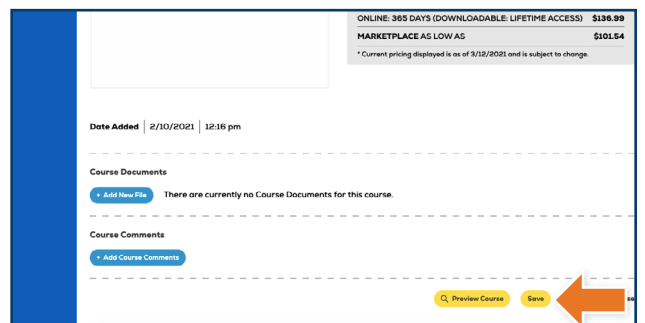 ONLINE: 365 DAYS (DOWNLOADABLE: LIFETIME ACCESS) $136.99
MARKETPLACE AS LOW AS $101.54
* Current pricing displayed is as of 3/12/2021 and is subject to change.
Date Added 2/10/2021 12:16 pm
Course Documents
+ Add New File There are currently no Course Documents for this course.
Course Comments
+ Add Course Comments
Preview Course Save